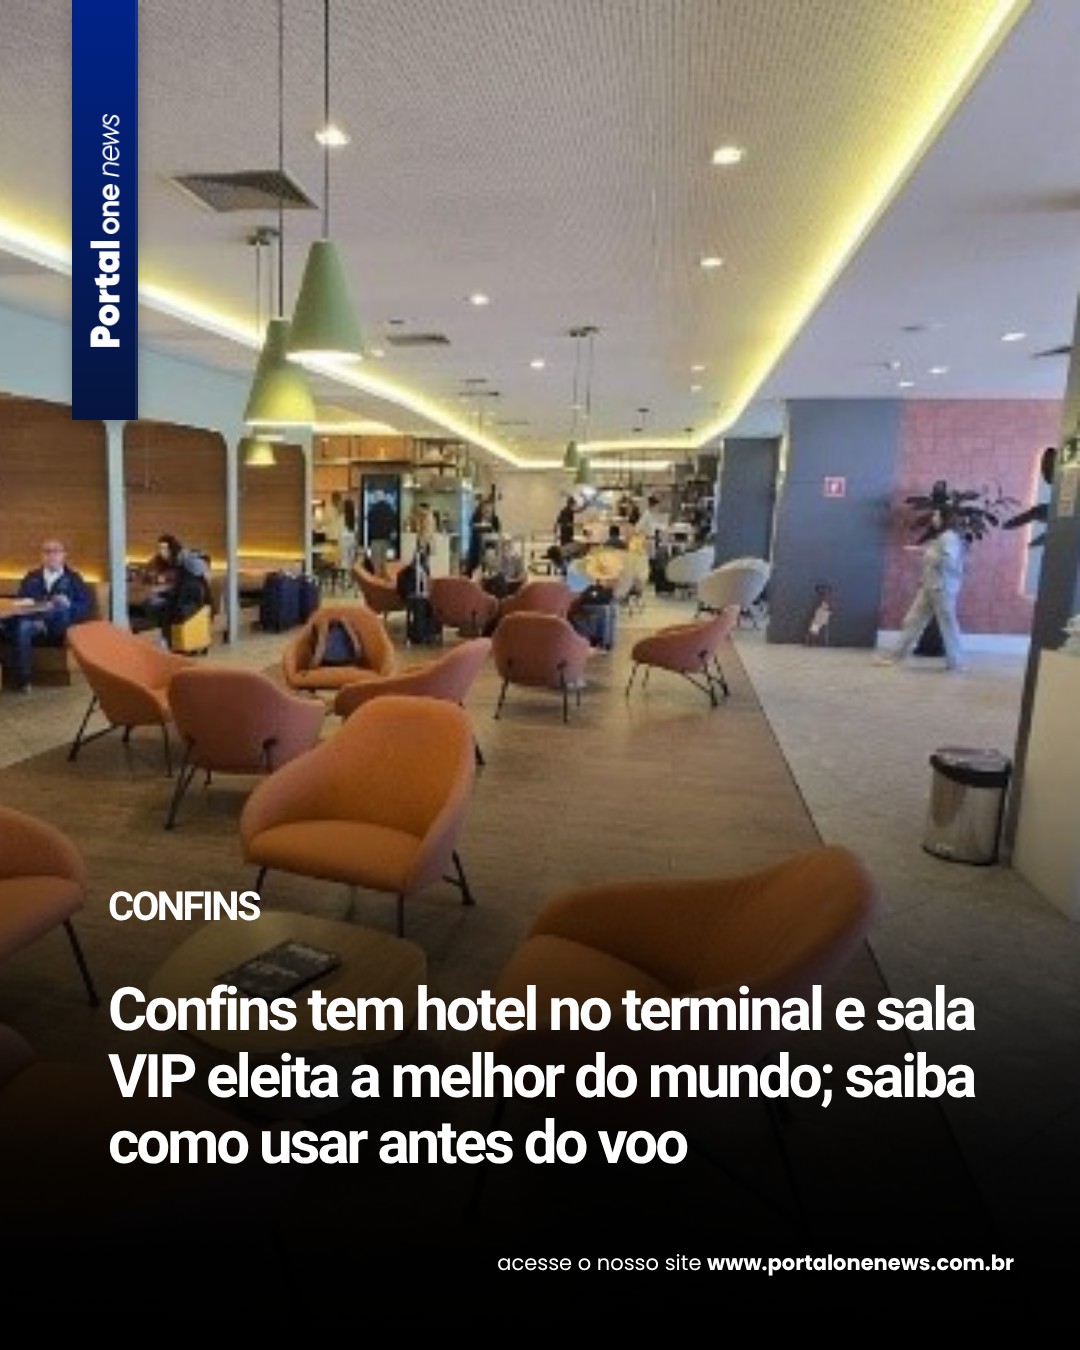 Portal one news
CONFINS
Confins tem hotel no terminal e sala
VIP eleita a melhor do mundo; saiba
como usar antes do voo
acesse o nosso site www.portalonenews.com.br